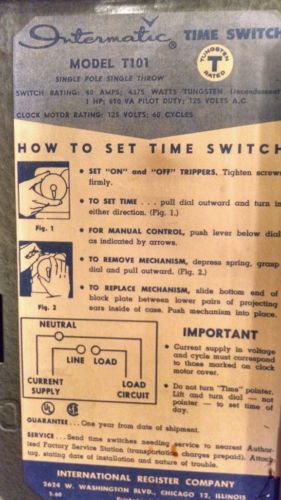 Intermatic® TIME SWITCH
MODEL T101
TUNGSTEN
T
RATED
SINGLE POLE SINGLE THROW
SWITCH RATING: 40 AMPS; 4375 WATTS TUNGSTEN (Incandescent)
1 HP; 690 VA PILOT DUTY; 125 VOLTS A.C.
CLOCK MOTOR RATING: 125 VOLTS; 60 CYCLES
HOW TO SET TIME SWITCH
• SET "ON" and "OFF" TRIPPERS. Tighten screws
firmly.
• TO SET TIME . . . pull dial outward and turn in
either direction. (Fig. 1.)
Fig. 1
• FOR MANUAL CONTROL, push lever below dial
as indicated by arrows.
• TO REMOVE MECHANISM, depress spring, grasp
dial and pull outward. (Fig. 2.)
Fig. 2
• TO REPLACE MECHANISM, slide bottom end of
black plate between lower pairs of projecting
ears inside of case. Push mechanism into place.
NEUTRAL
LINE LOAD
CURRENT
SUPPLY
LOAD
CIRCUIT
IMPORTANT
• Current supply in voltage
and cycle must correspond
to those marked on clock
motor cover.
• Do not turn "Time" pointer.
Lift and turn dial — not
pointer — to set time of
day.
GUARANTEE . . . One year from date of shipment.
SERVICE . . . Send time switches needing service to nearest Author-
ized Factory Service Station (transportation charges prepaid). Attach
tag, stating date of installation and nature of trouble.
INTERNATIONAL REGISTER COMPANY
2624 W. WASHINGTON BLVD., CHICAGO 12, ILLINOIS